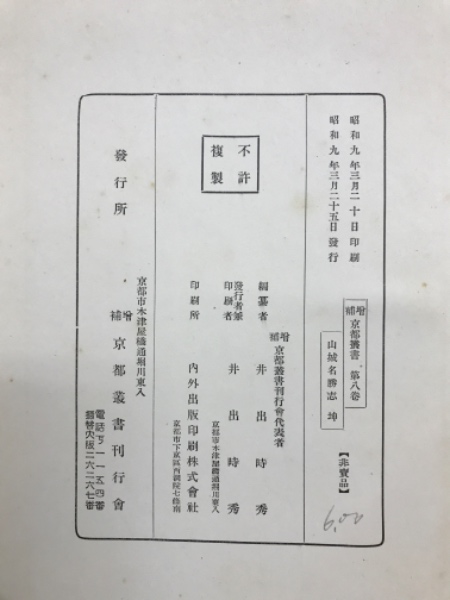 昭和九年三月二十日印刷
昭和九年三月二十五日發行
增補 京都叢書 第八卷
山城名勝志 坤
【非賣品】
6,00
不許
複製
增補 京都叢書刊行會代表者
編纂者 井出時秀
發行者兼印刷者
京都市木津屋橋通堀川東入
印刷所 內外出版印刷株式會社
京都市下京區西洞院七條南
發行所
京都市木津屋橋通堀川東入
增補 京都叢書刊行會
電話下一一五四番
振替大阪二六二六七番